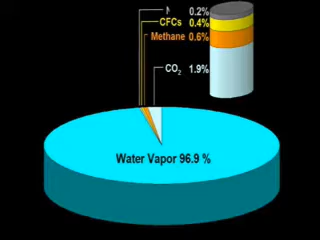 0.2%
CFCs 0.4%
Methane 0.6%
CO2 1.9%
Water Vapor 96.9 %